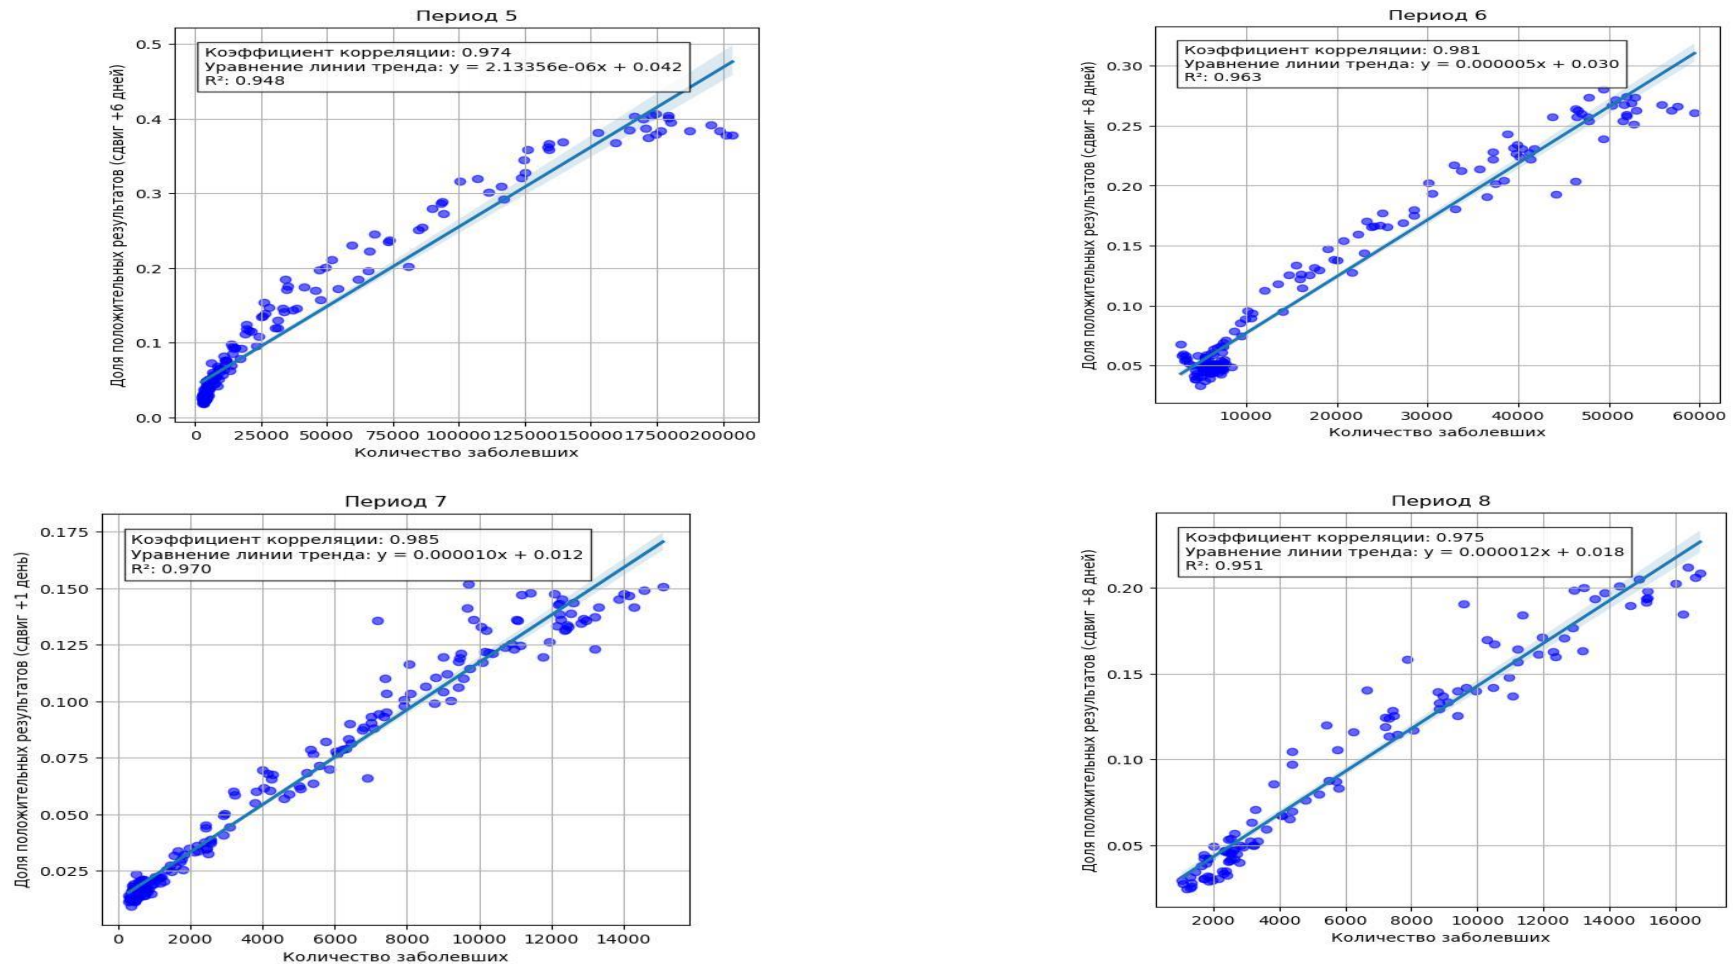 Период 5
Коэффициент корреляции: 0.974
Уравнение линии тренда: y = 2.13356e-06x + 0.042
R²: 0.948
Доля положительных результатов (сдвиг +6 дней)
0.5
0.4
0.3
0.2
0.1
0.0
0 25000 50000 75000 100000 125000 150000 175000 200000
Количество заболевших
Период 6
Коэффициент корреляции: 0.981
Уравнение линии тренда: y = 0.000005x + 0.030
R²: 0.963
Доля положительных результатов (сдвиг +8 дней)
0.30
0.25
0.20
0.15
0.10
0.05
10000 20000 30000 40000 50000 60000
Количество заболевших
Период 7
Коэффициент корреляции: 0.985
Уравнение линии тренда: y = 0.000010x + 0.012
R²: 0.970
Доля положительных результатов (сдвиг +1 день)
0.175
0.150
0.125
0.100
0.075
0.050
0.025
0 2000 4000 6000 8000 10000 12000 14000
Количество заболевших
Период 8
Коэффициент корреляции: 0.975
Уравнение линии тренда: y = 0.000012x + 0.018
R²: 0.951
Доля положительных результатов (сдвиг +8 дней)
0.20
0.15
0.10
0.05
2000 4000 6000 8000 10000 12000 14000 16000
Количество заболевших